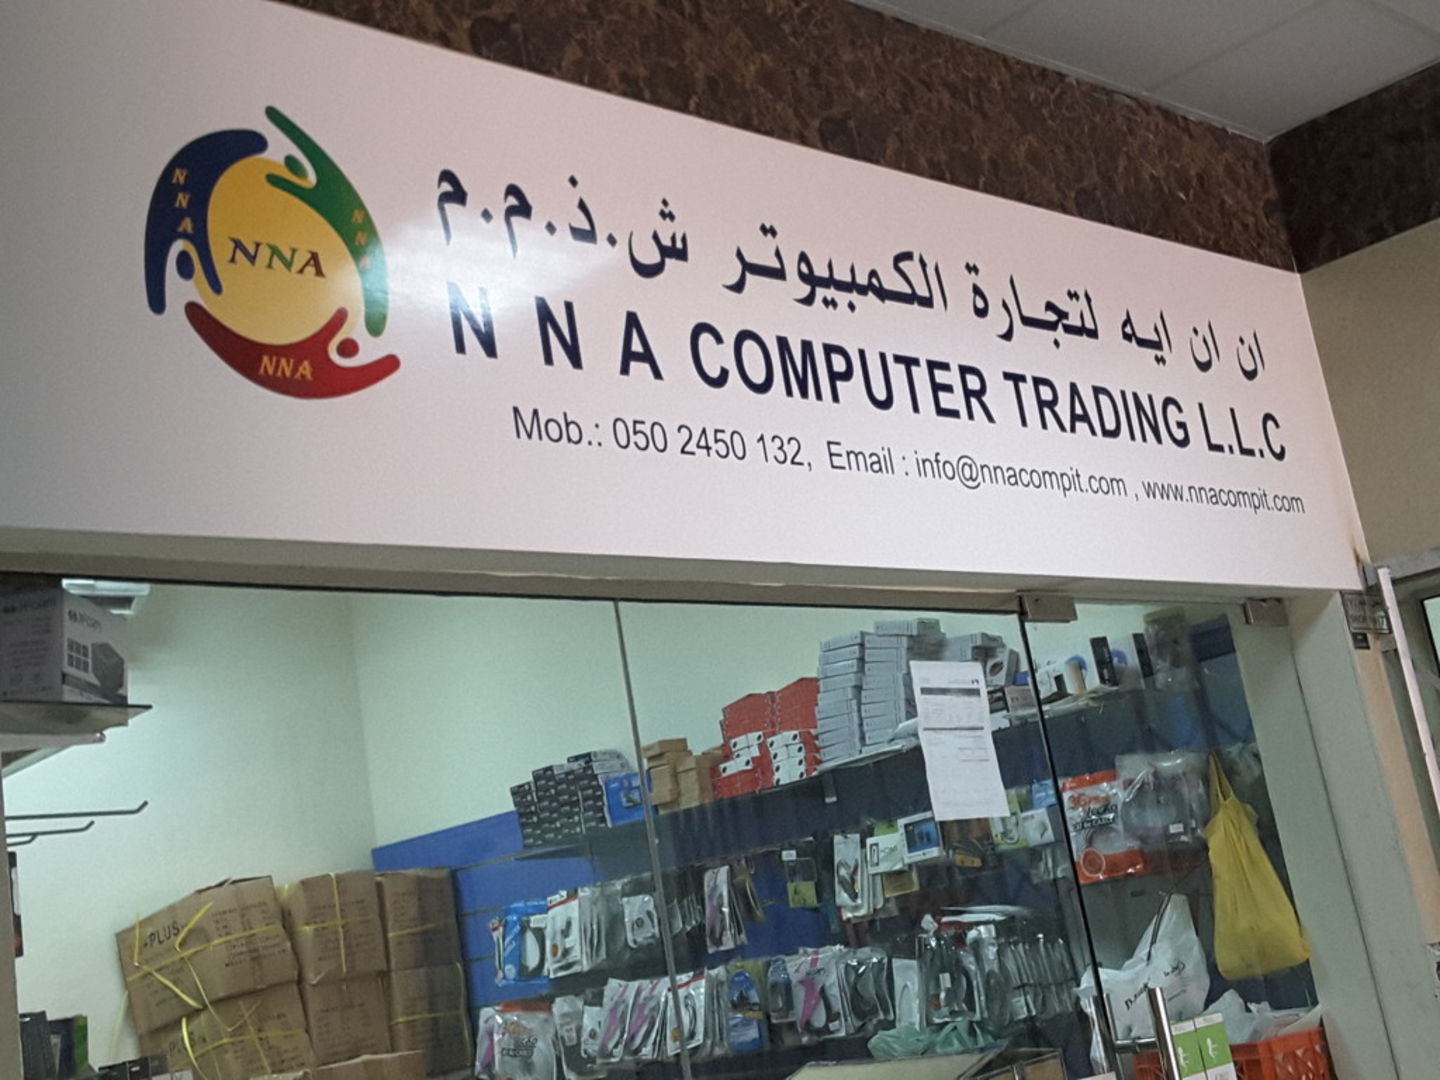 NNA
NNA
NNA
NNA
ان ان ايه لتجارة الكمبيوتر ش.ذ.م.م
N N A COMPUTER TRADING L.L.C
Mob.: 050 2450 132, Email : info@nnacompit.com , www.nnacompit.com
PLUS